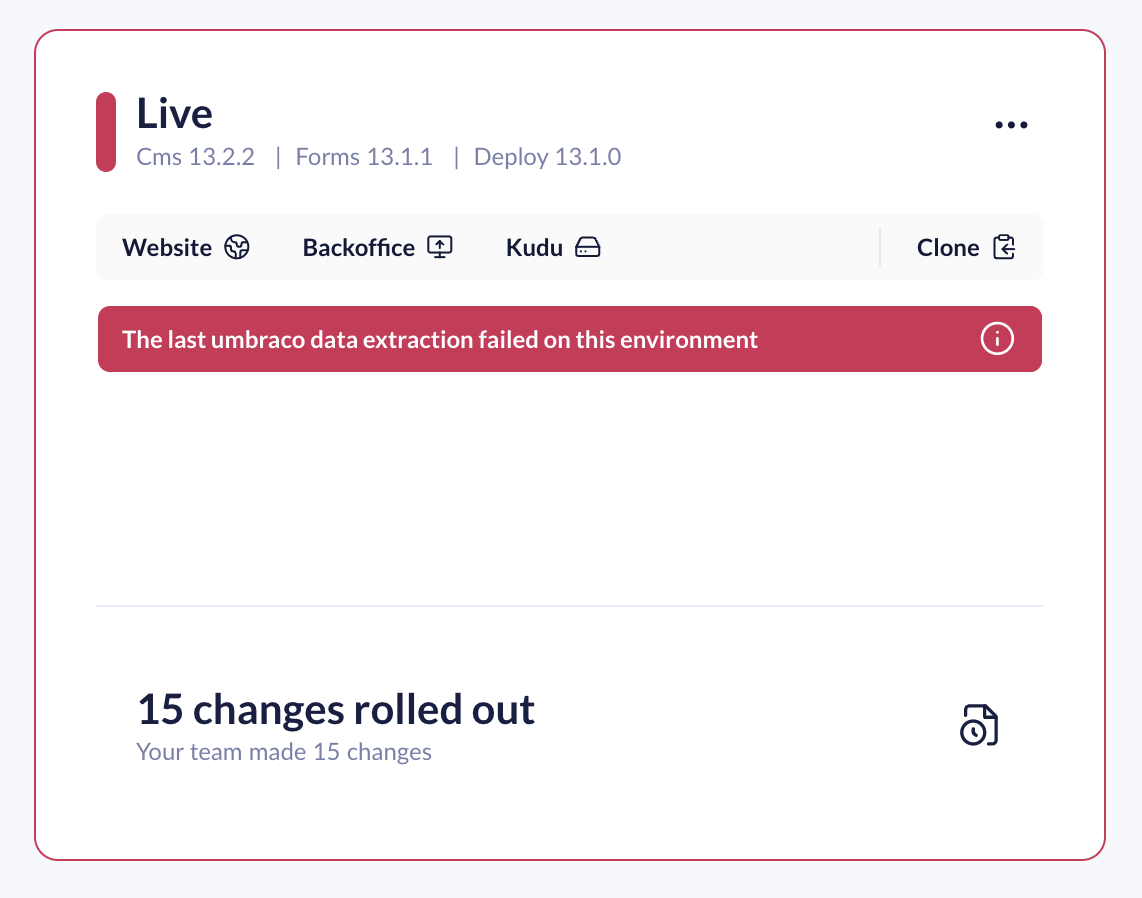 Live
Cms 13.2.2 | Forms 13.1.1 | Deploy 13.1.0
Website Backoffice Kudu Clone
The last umbraco data extraction failed on this environment
15 changes rolled out
Your team made 15 changes